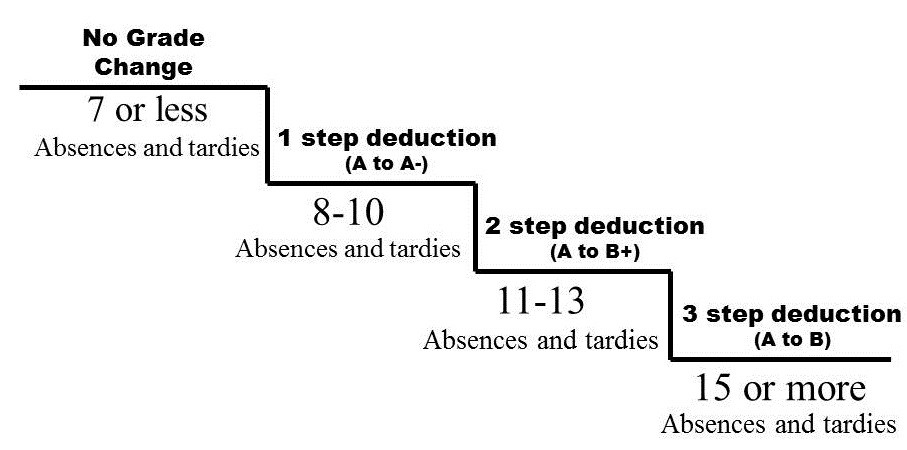 No Grade
Change
7 or less
Absences and tardies
1 step deduction
(A to A-)
8-10
Absences and tardies
2 step deduction
(A to B+)
11-13
Absences and tardies
3 step deduction
(A to B)
15 or more
Absences and tardies